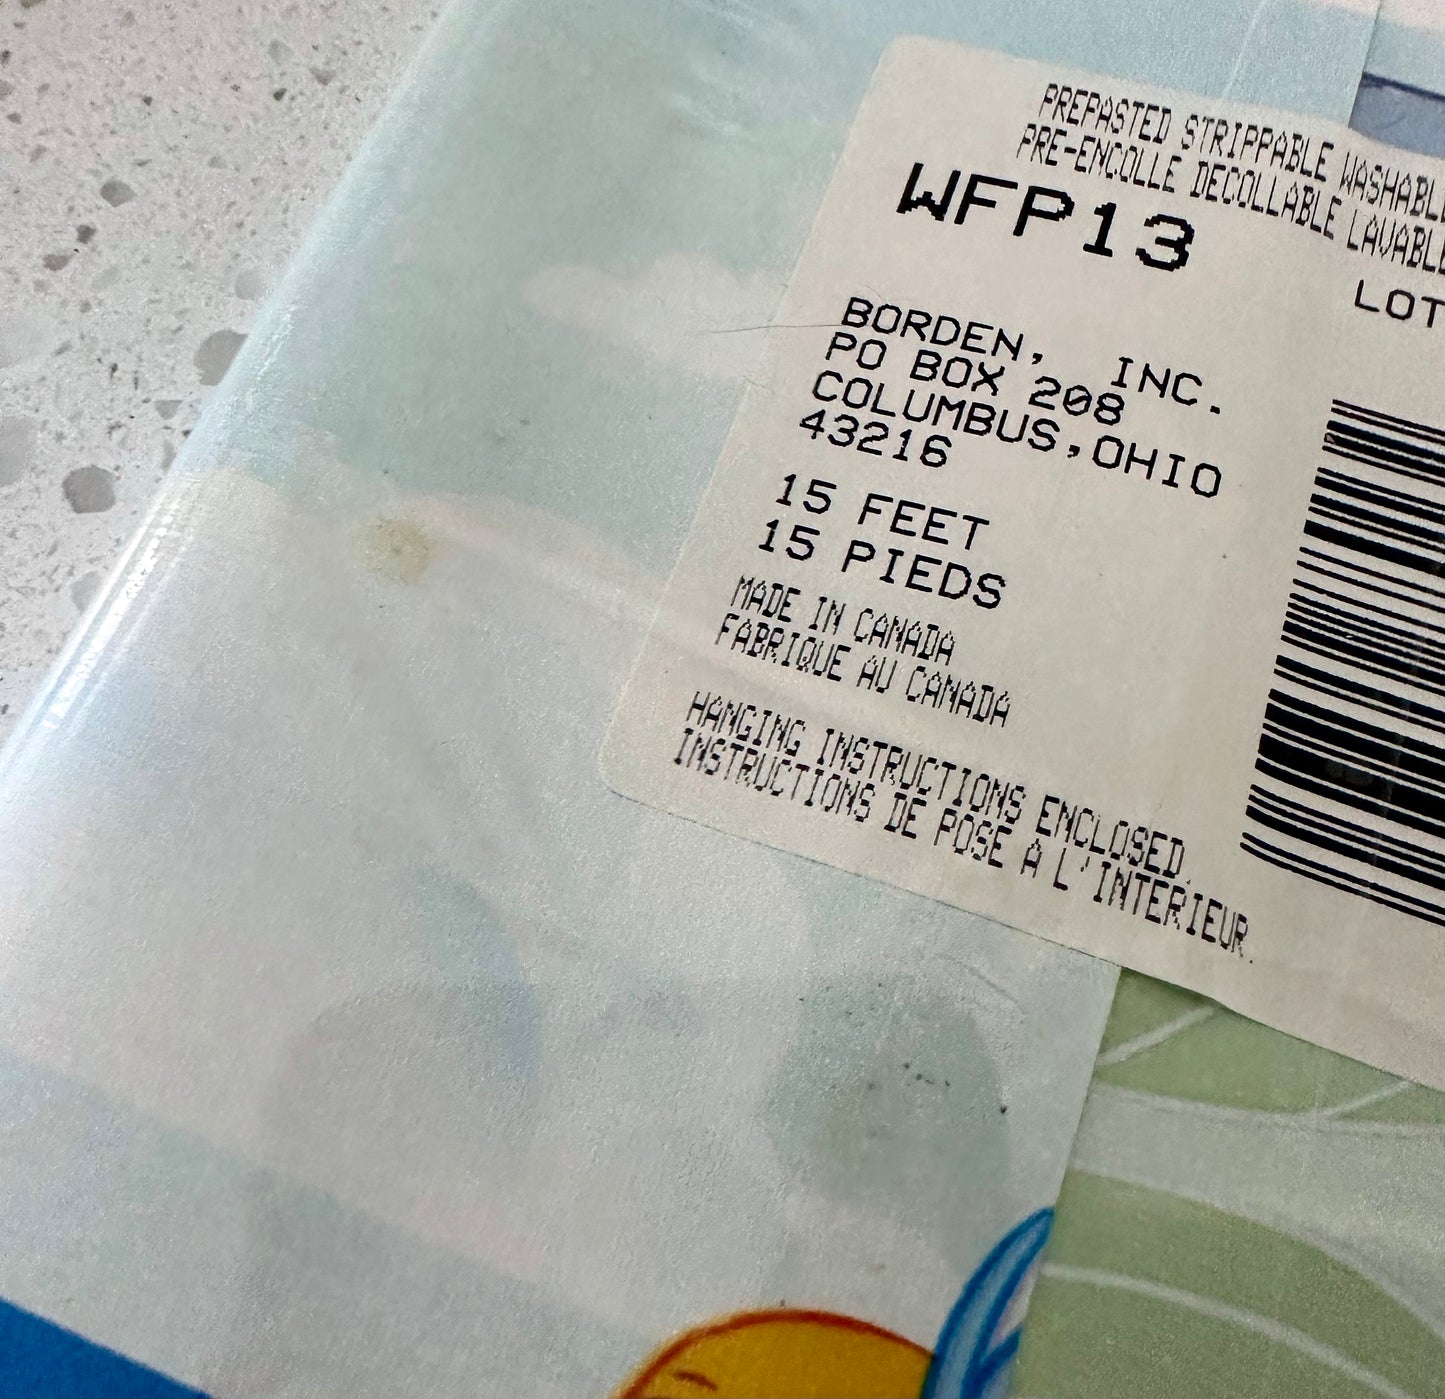 PREPASTED STRIPPABLE WASHABL
PRE-ENCOLLE DECOLLABLE LAVABLE
WFP13
LOT
BORDEN, INC.
PO BOX 208
COLUMBUS,OHIO
43216
15 FEET
15 PIEDS
MADE IN CANADA
FABRIQUE AU CANADA
HANGING INSTRUCTIONS ENCLOSED.
INSTRUCTIONS DE POSE A L'INTERIEUR.